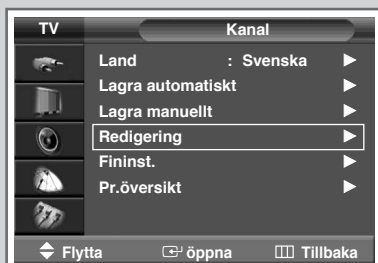 TV Kanal
Land : Svenska
Lagra automatiskt
Lagra manuellt
Redigering
Fininst.
Pr.översikt
Flytta öppna Tillbaka